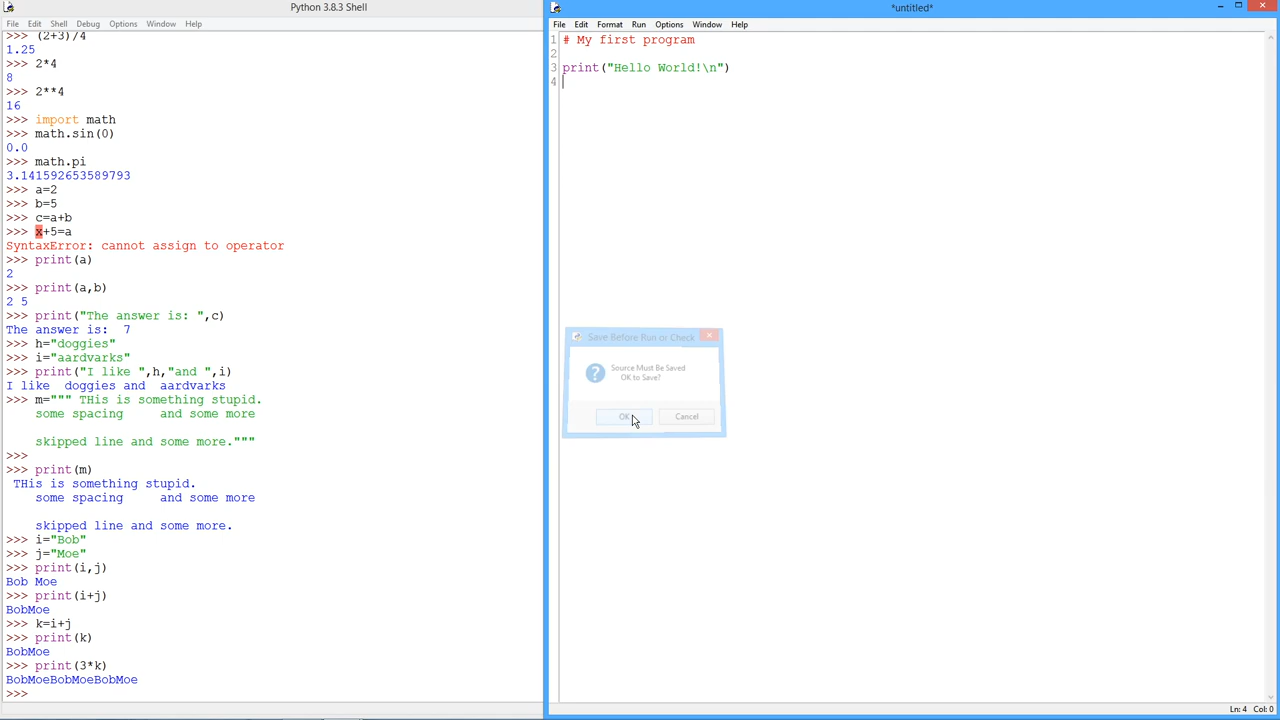 Python 3.8.3 Shell
File Edit Shell Debug Options Window Help
>>> (2+3)/4
1.25
>>> 2*4
8
>>> 2**4
16
>>> import math
>>> math.sin(0)
0.0
>>> math.pi
3.141592653589793
>>> a=2
>>> b=5
>>> c=a+b
>>> x+5=a
SyntaxError: cannot assign to operator
>>> print(a)
2
>>> print(a,b)
2 5
>>> print("The answer is: ",c)
The answer is:  7
>>> h="doggies"
>>> i="aardvarks"
>>> print("I like ",h,"and ",i)
I like  doggies and  aardvarks
>>> m=""" THis is something stupid.
    some spacing     and some more
    skipped line and some more."""
>>>
>>> print(m)
 THis is something stupid.
    some spacing     and some more
    skipped line and some more.
>>> i="Bob"
>>> j="Moe"
>>> print(i,j)
Bob Moe
>>> print(i+j)
BobMoe
>>> k=i+j
>>> print(k)
BobMoe
>>> print(3*k)
BobMoeBobMoeBobMoe
>>>
*untitled*
File Edit Format Run Options Window Help
1 # My first program
2
3 print("Hello World!\n")
4
Save Before Run or Check
Source Must Be Saved
OK to Save?
OK Cancel
Ln: 4 Col: 0